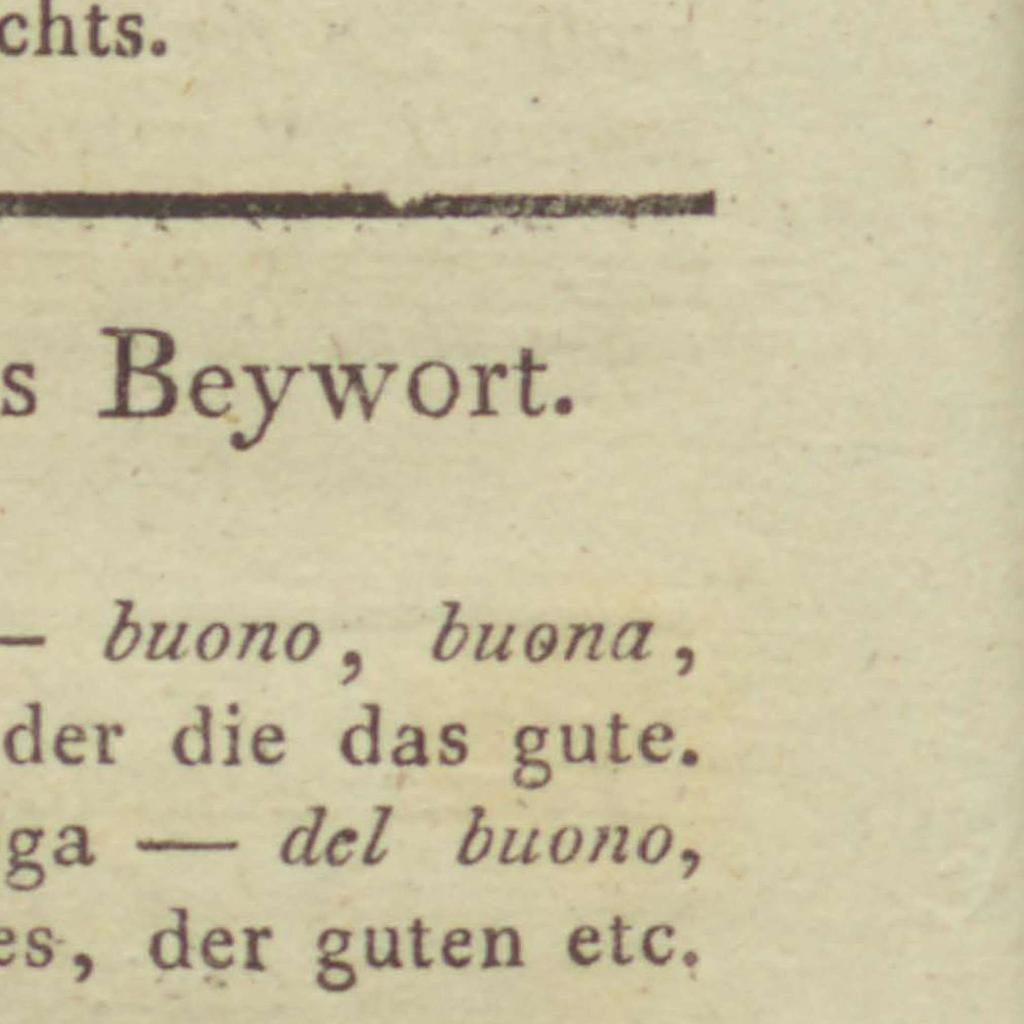 chts.
s Beywort.
— buono, buona,
der die das gute.
ga — del buono,
es, der guten etc.